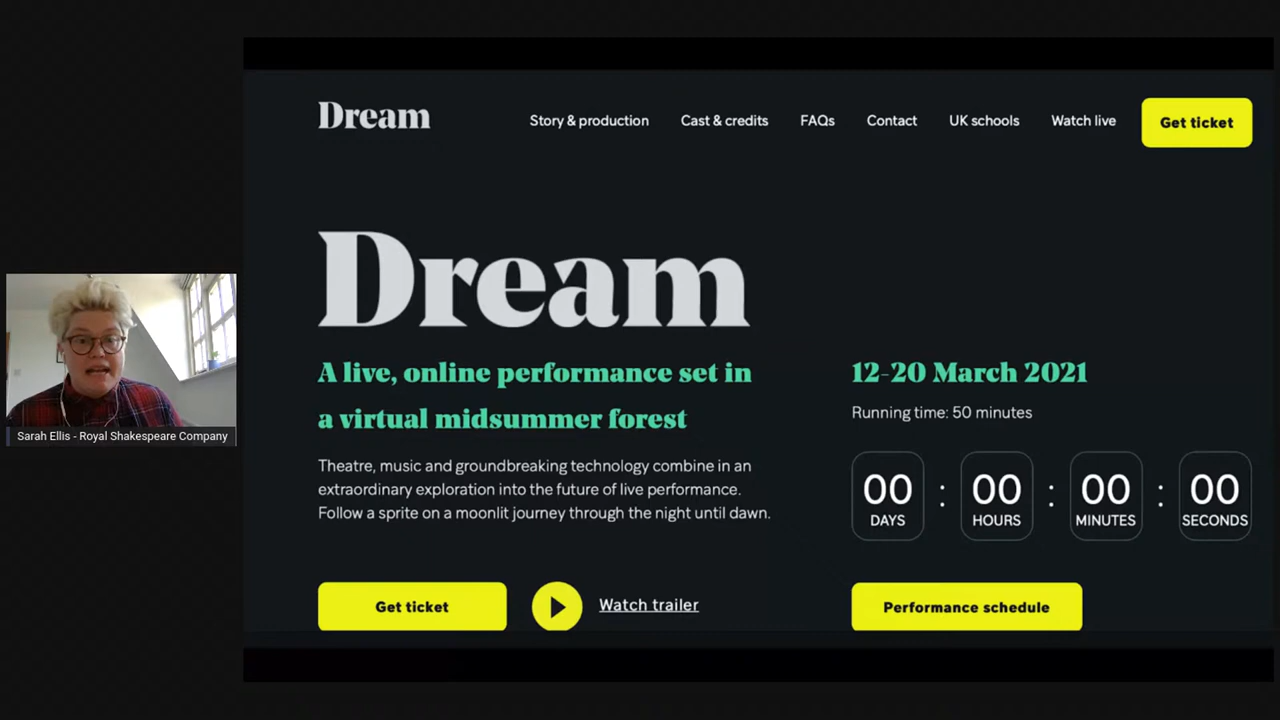 Dream
Story & production
Cast & credits
FAQs
Contact
UK schools
Watch live
Get ticket
Dream
A live, online performance set in
a virtual midsummer forest
Theatre, music and groundbreaking technology combine in an
extraordinary exploration into the future of live performance.
Follow a sprite on a moonlit journey through the night until dawn.
Get ticket
Watch trailer
12-20 March 2021
Running time: 50 minutes
00 : 00 : 00 : 00
DAYS HOURS MINUTES SECONDS
Performance schedule
Sarah Ellis - Royal Shakespeare Company